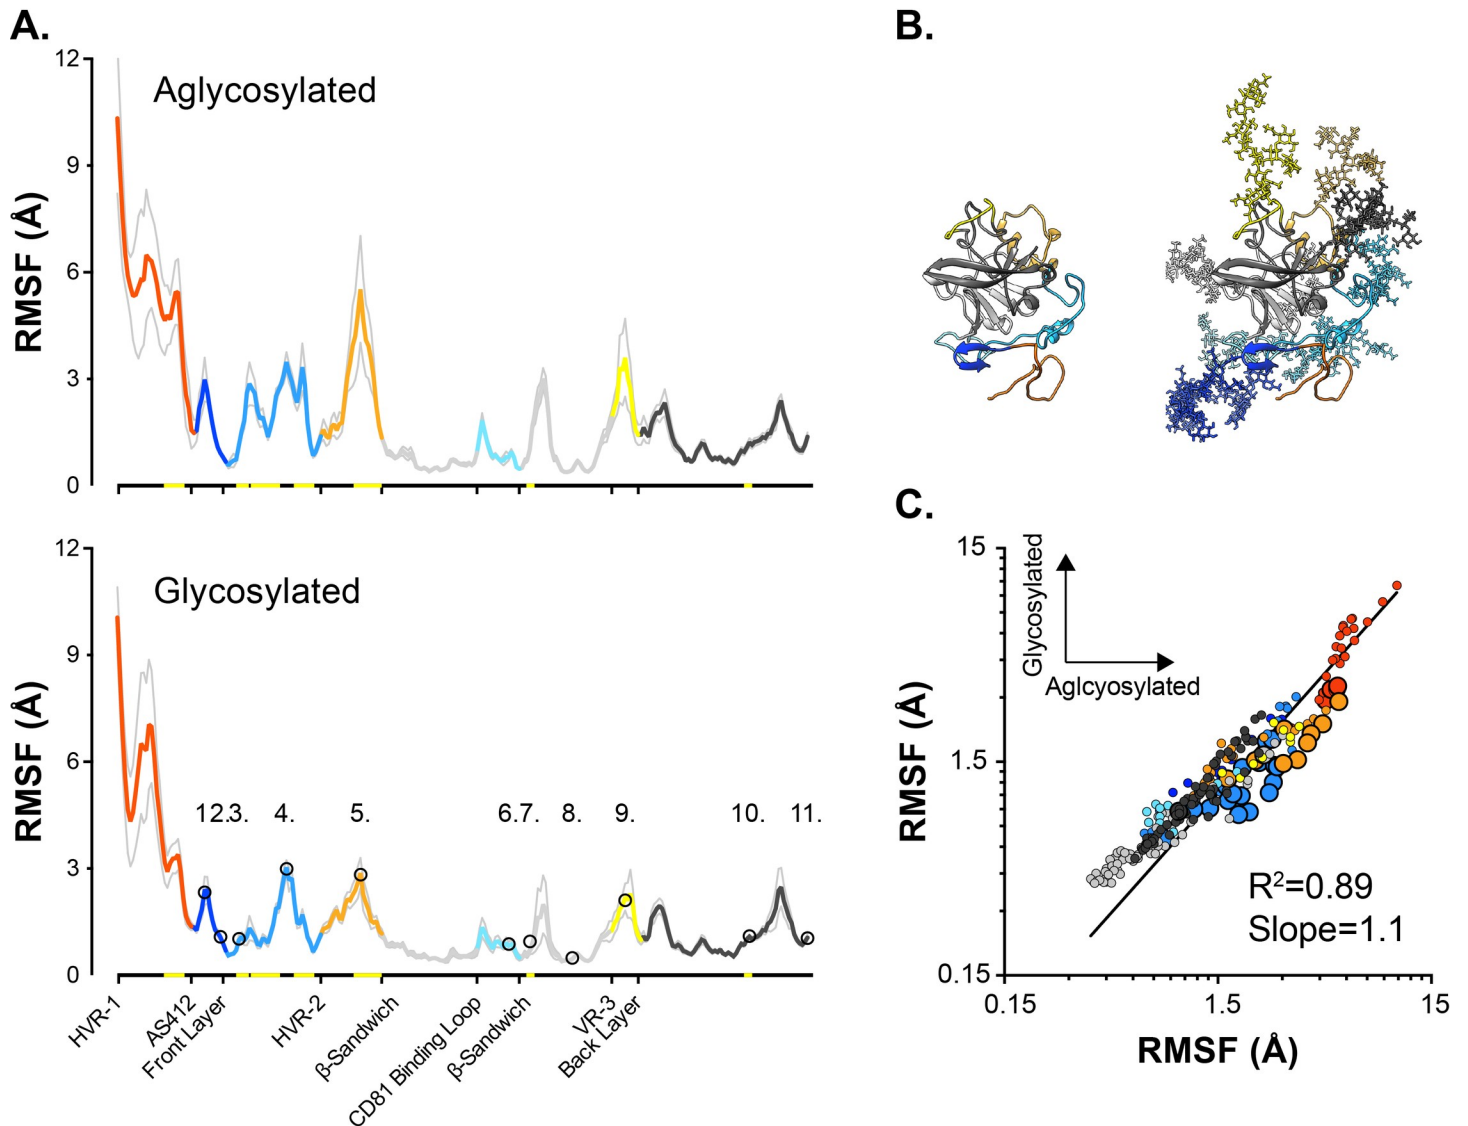 A.
12
Aglycosylated
9
RMSF (Å)
6
3
0
12
Glycosylated
9
RMSF (Å)
6
12.3. 4. 5. 6.7. 8. 9. 10. 11.
3
0
HVR-1
AS412
Front Layer
HVR-2
β-Sandwich
CD81 Binding Loop
β-Sandwich
VR-3
Back Layer
B.
C.
15
Glycosylated
Aglcyosylated
RMSF (Å)
1.5
R²=0.89
Slope=1.1
0.15
0.15 1.5 15
RMSF (Å)